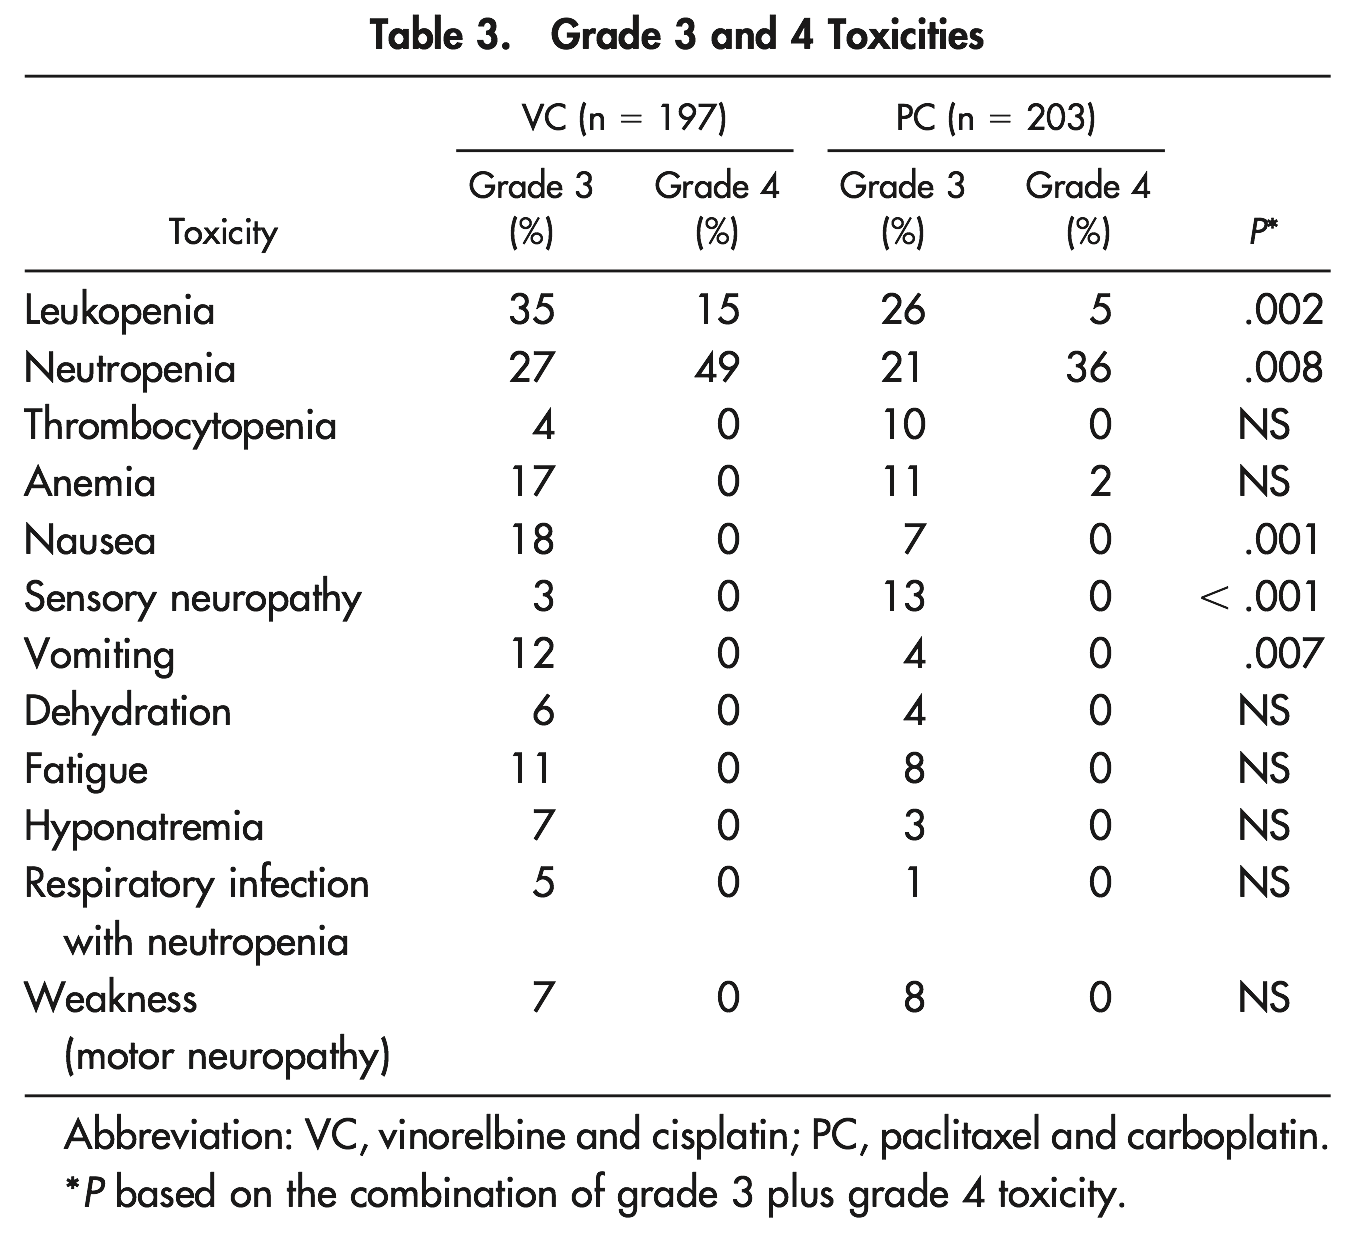 Table 3. Grade 3 and 4 Toxicities
VC (n = 197) PC (n = 203)
Grade 3 Grade 4 Grade 3 Grade 4
Toxicity (%) (%) (%) (%) P*
Leukopenia 35 15 26 5 .002
Neutropenia 27 49 21 36 .008
Thrombocytopenia 4 0 10 0 NS
Anemia 17 0 11 2 NS
Nausea 18 0 7 0 .001
Sensory neuropathy 3 0 13 0 < .001
Vomiting 12 0 4 0 .007
Dehydration 6 0 4 0 NS
Fatigue 11 0 8 0 NS
Hyponatremia 7 0 3 0 NS
Respiratory infection 5 0 1 0 NS
with neutropenia
Weakness 7 0 8 0 NS
(motor neuropathy)
Abbreviation: VC, vinorelbine and cisplatin; PC, paclitaxel and carboplatin.
*P based on the combination of grade 3 plus grade 4 toxicity.